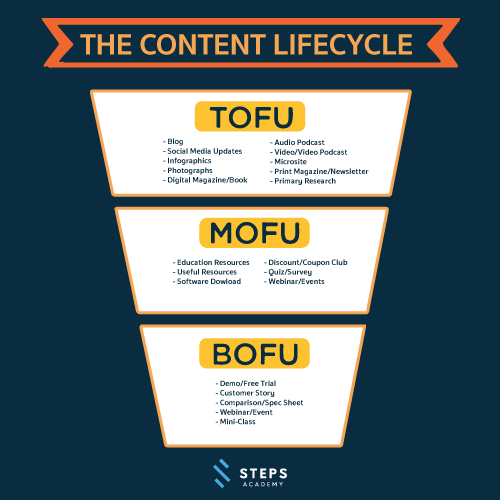 THE CONTENT LIFECYCLE
TOFU
- Blog
- Social Media Updates
- Infographics
- Photographs
- Digital Magazine/Book
- Audio Podcast
- Video/Video Podcast
- Microsite
- Print Magazine/Newsletter
- Primary Research
MOFU
- Education Resources
- Useful Resources
- Software Dowload
- Discount/Coupon Club
- Quiz/Survey
- Webinar/Events
BOFU
- Demo/Free Trial
- Customer Story
- Comparison/Spec Sheet
- Webinar/Event
- Mini-Class
STEPS
ACADEMY